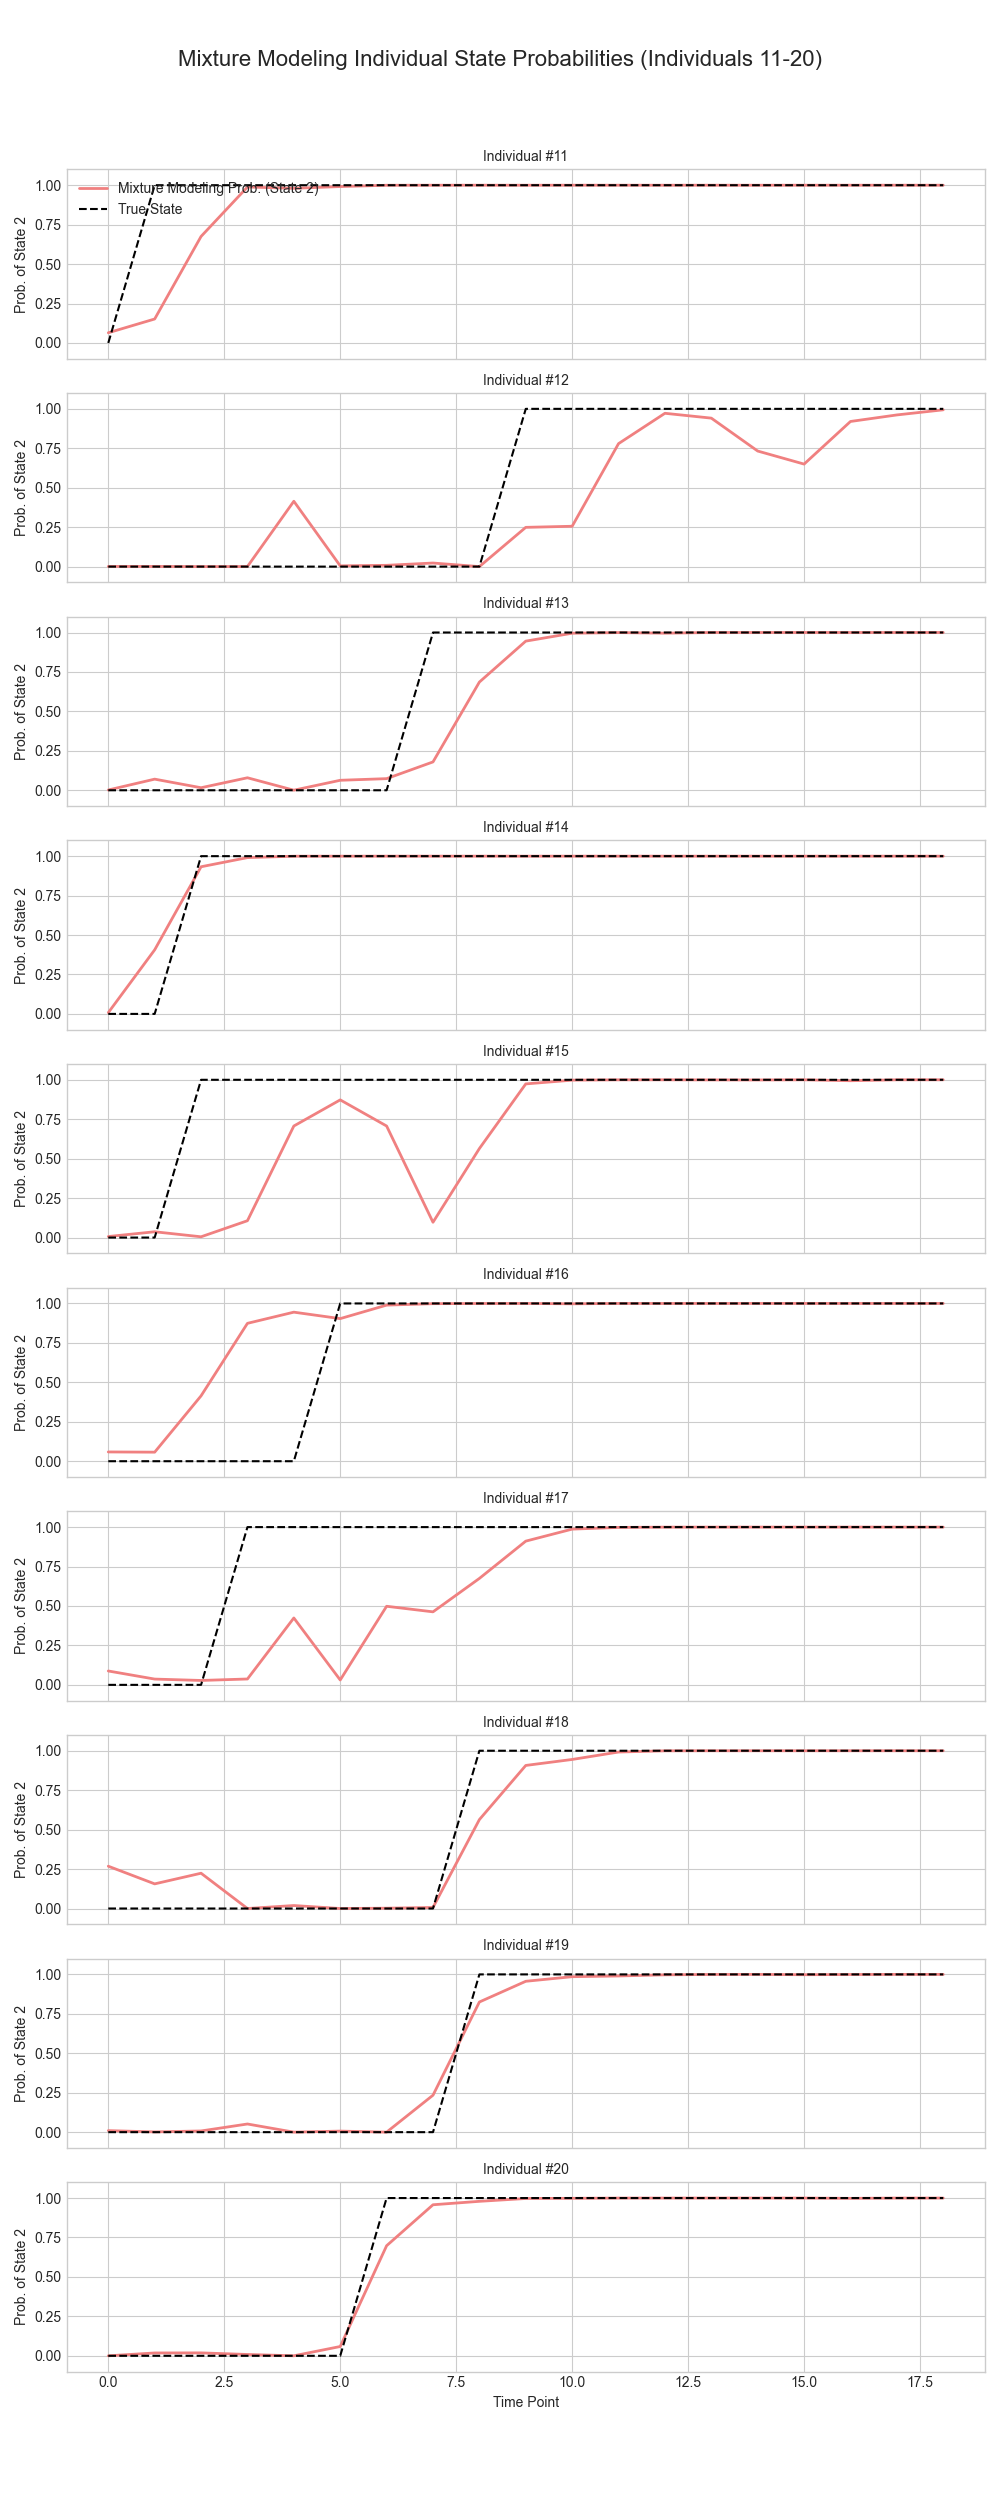 Mixture Modeling Individual State Probabilities (Individuals 11-20)
Individual #11
Prob. of State 2
1.00
0.75
0.50
0.25
0.00
Mixture Modeling Prob. (State 2)
True State
Individual #12
Prob. of State 2
1.00
0.75
0.50
0.25
0.00
Individual #13
Prob. of State 2
1.00
0.75
0.50
0.25
0.00
Individual #14
Prob. of State 2
1.00
0.75
0.50
0.25
0.00
Individual #15
Prob. of State 2
1.00
0.75
0.50
0.25
0.00
Individual #16
Prob. of State 2
1.00
0.75
0.50
0.25
0.00
Individual #17
Prob. of State 2
1.00
0.75
0.50
0.25
0.00
Individual #18
Prob. of State 2
1.00
0.75
0.50
0.25
0.00
Individual #19
Prob. of State 2
1.00
0.75
0.50
0.25
0.00
Individual #20
Prob. of State 2
1.00
0.75
0.50
0.25
0.00
0.0 2.5 5.0 7.5 10.0 12.5 15.0 17.5
Time Point